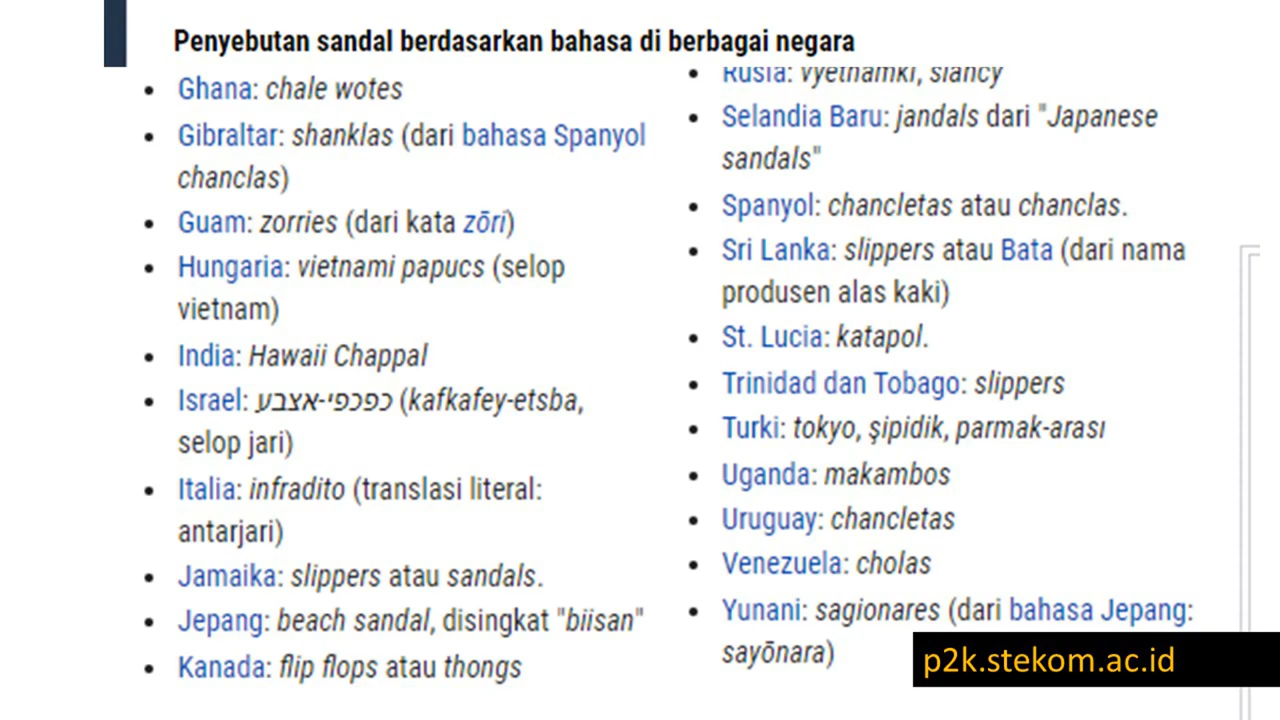 Penyebutan sandal berdasarkan bahasa di berbagai negara
• Ghana: chale wotes
• Gibraltar: shanklas (dari bahasa Spanyol
chanclas)
• Guam: zorries (dari kata zōri)
• Hungaria: vietnami papucs (selop
vietnam)
• India: Hawaii Chappal
• Israel: כפכפי-אצבע (kafkafey-etsba,
selop jari)
• Italia: infradito (translasi literal:
antarjari)
• Jamaika: slippers atau sandals.
• Jepang: beach sandal, disingkat "biisan"
• Kanada: flip flops atau thongs
• Rusia: vyetnamki, slancy
• Selandia Baru: jandals dari "Japanese
sandals"
• Spanyol: chancletas atau chanclas.
• Sri Lanka: slippers atau Bata (dari nama
produsen alas kaki)
• St. Lucia: katapol.
• Trinidad dan Tobago: slippers
• Turki: tokyo, şipidik, parmak-arası
• Uganda: makambos
• Uruguay: chancletas
• Venezuela: cholas
• Yunani: sagionares (dari bahasa Jepang:
sayōnara)
p2k.stekom.ac.id